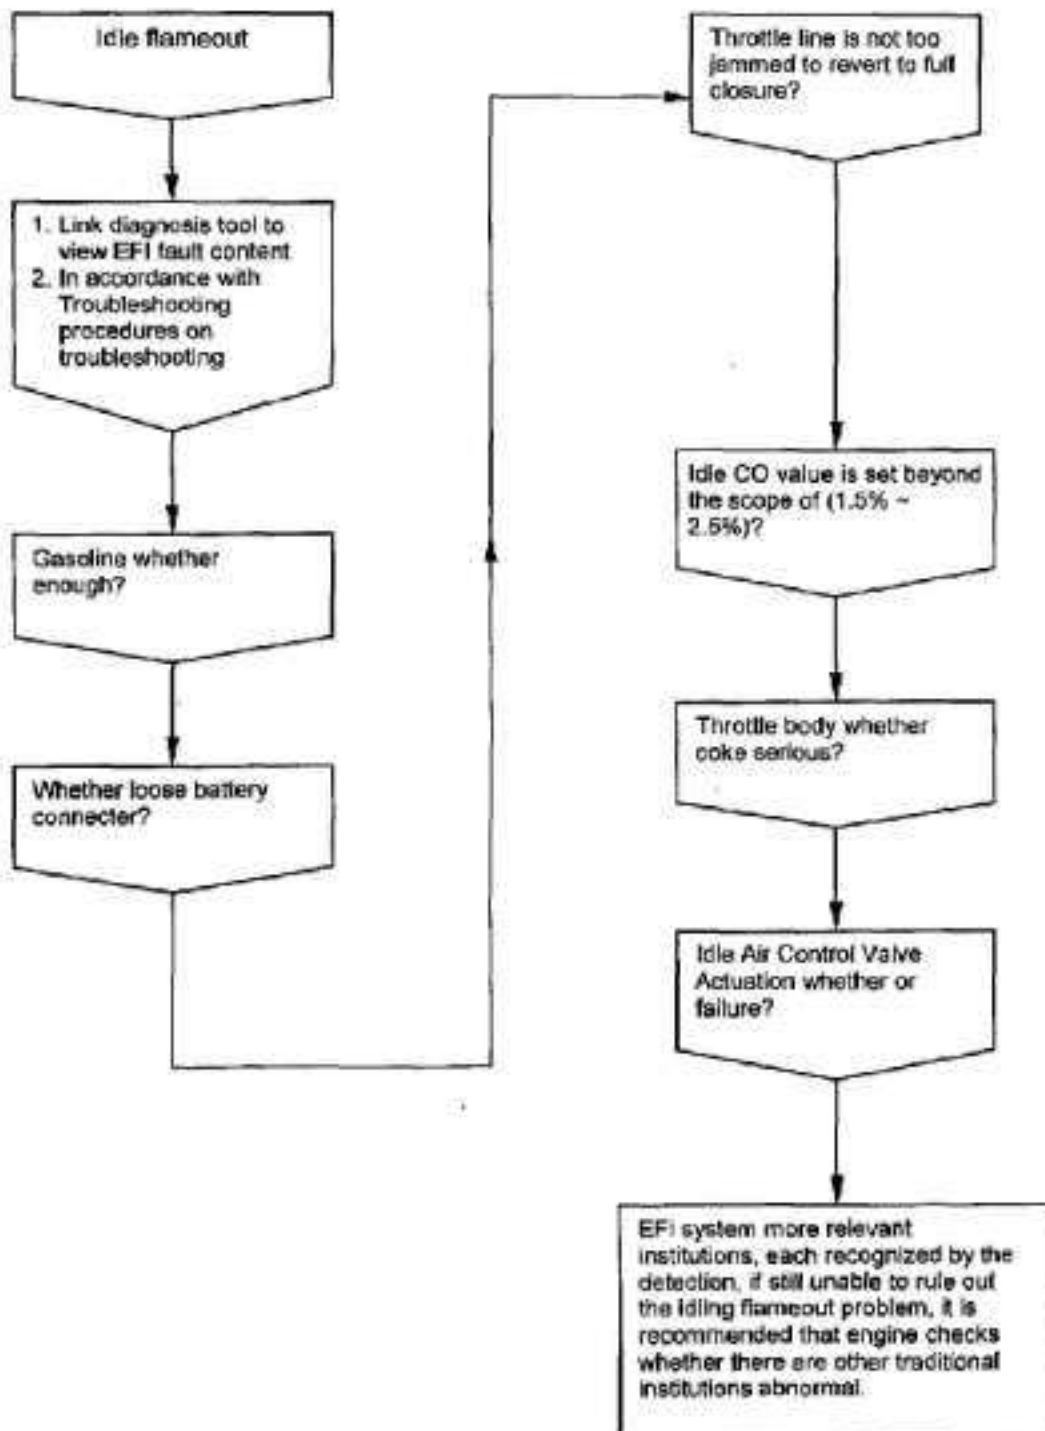 Idle flameout
1. Link diagnosis tool to
view EFI fault content
2. In accordance with
Troubleshooting
procedures on
troubleshooting
Gasoline whether
enough?
Whether loose battery
connecter?
Throttle line is not too
jammed to revert to full
closure?
Idle CO value is set beyond
the scope of (1.5% ~
2.5%)?
Throttle body whether
coke serious?
Idle Air Control Valve
Actuation whether or
failure?
EFI system more relevant
institutions, each recognized by the
detection, if still unable to rule out
the idling flameout problem, it is
recommended that engine checks
whether there are other traditional
institutions abnormal.